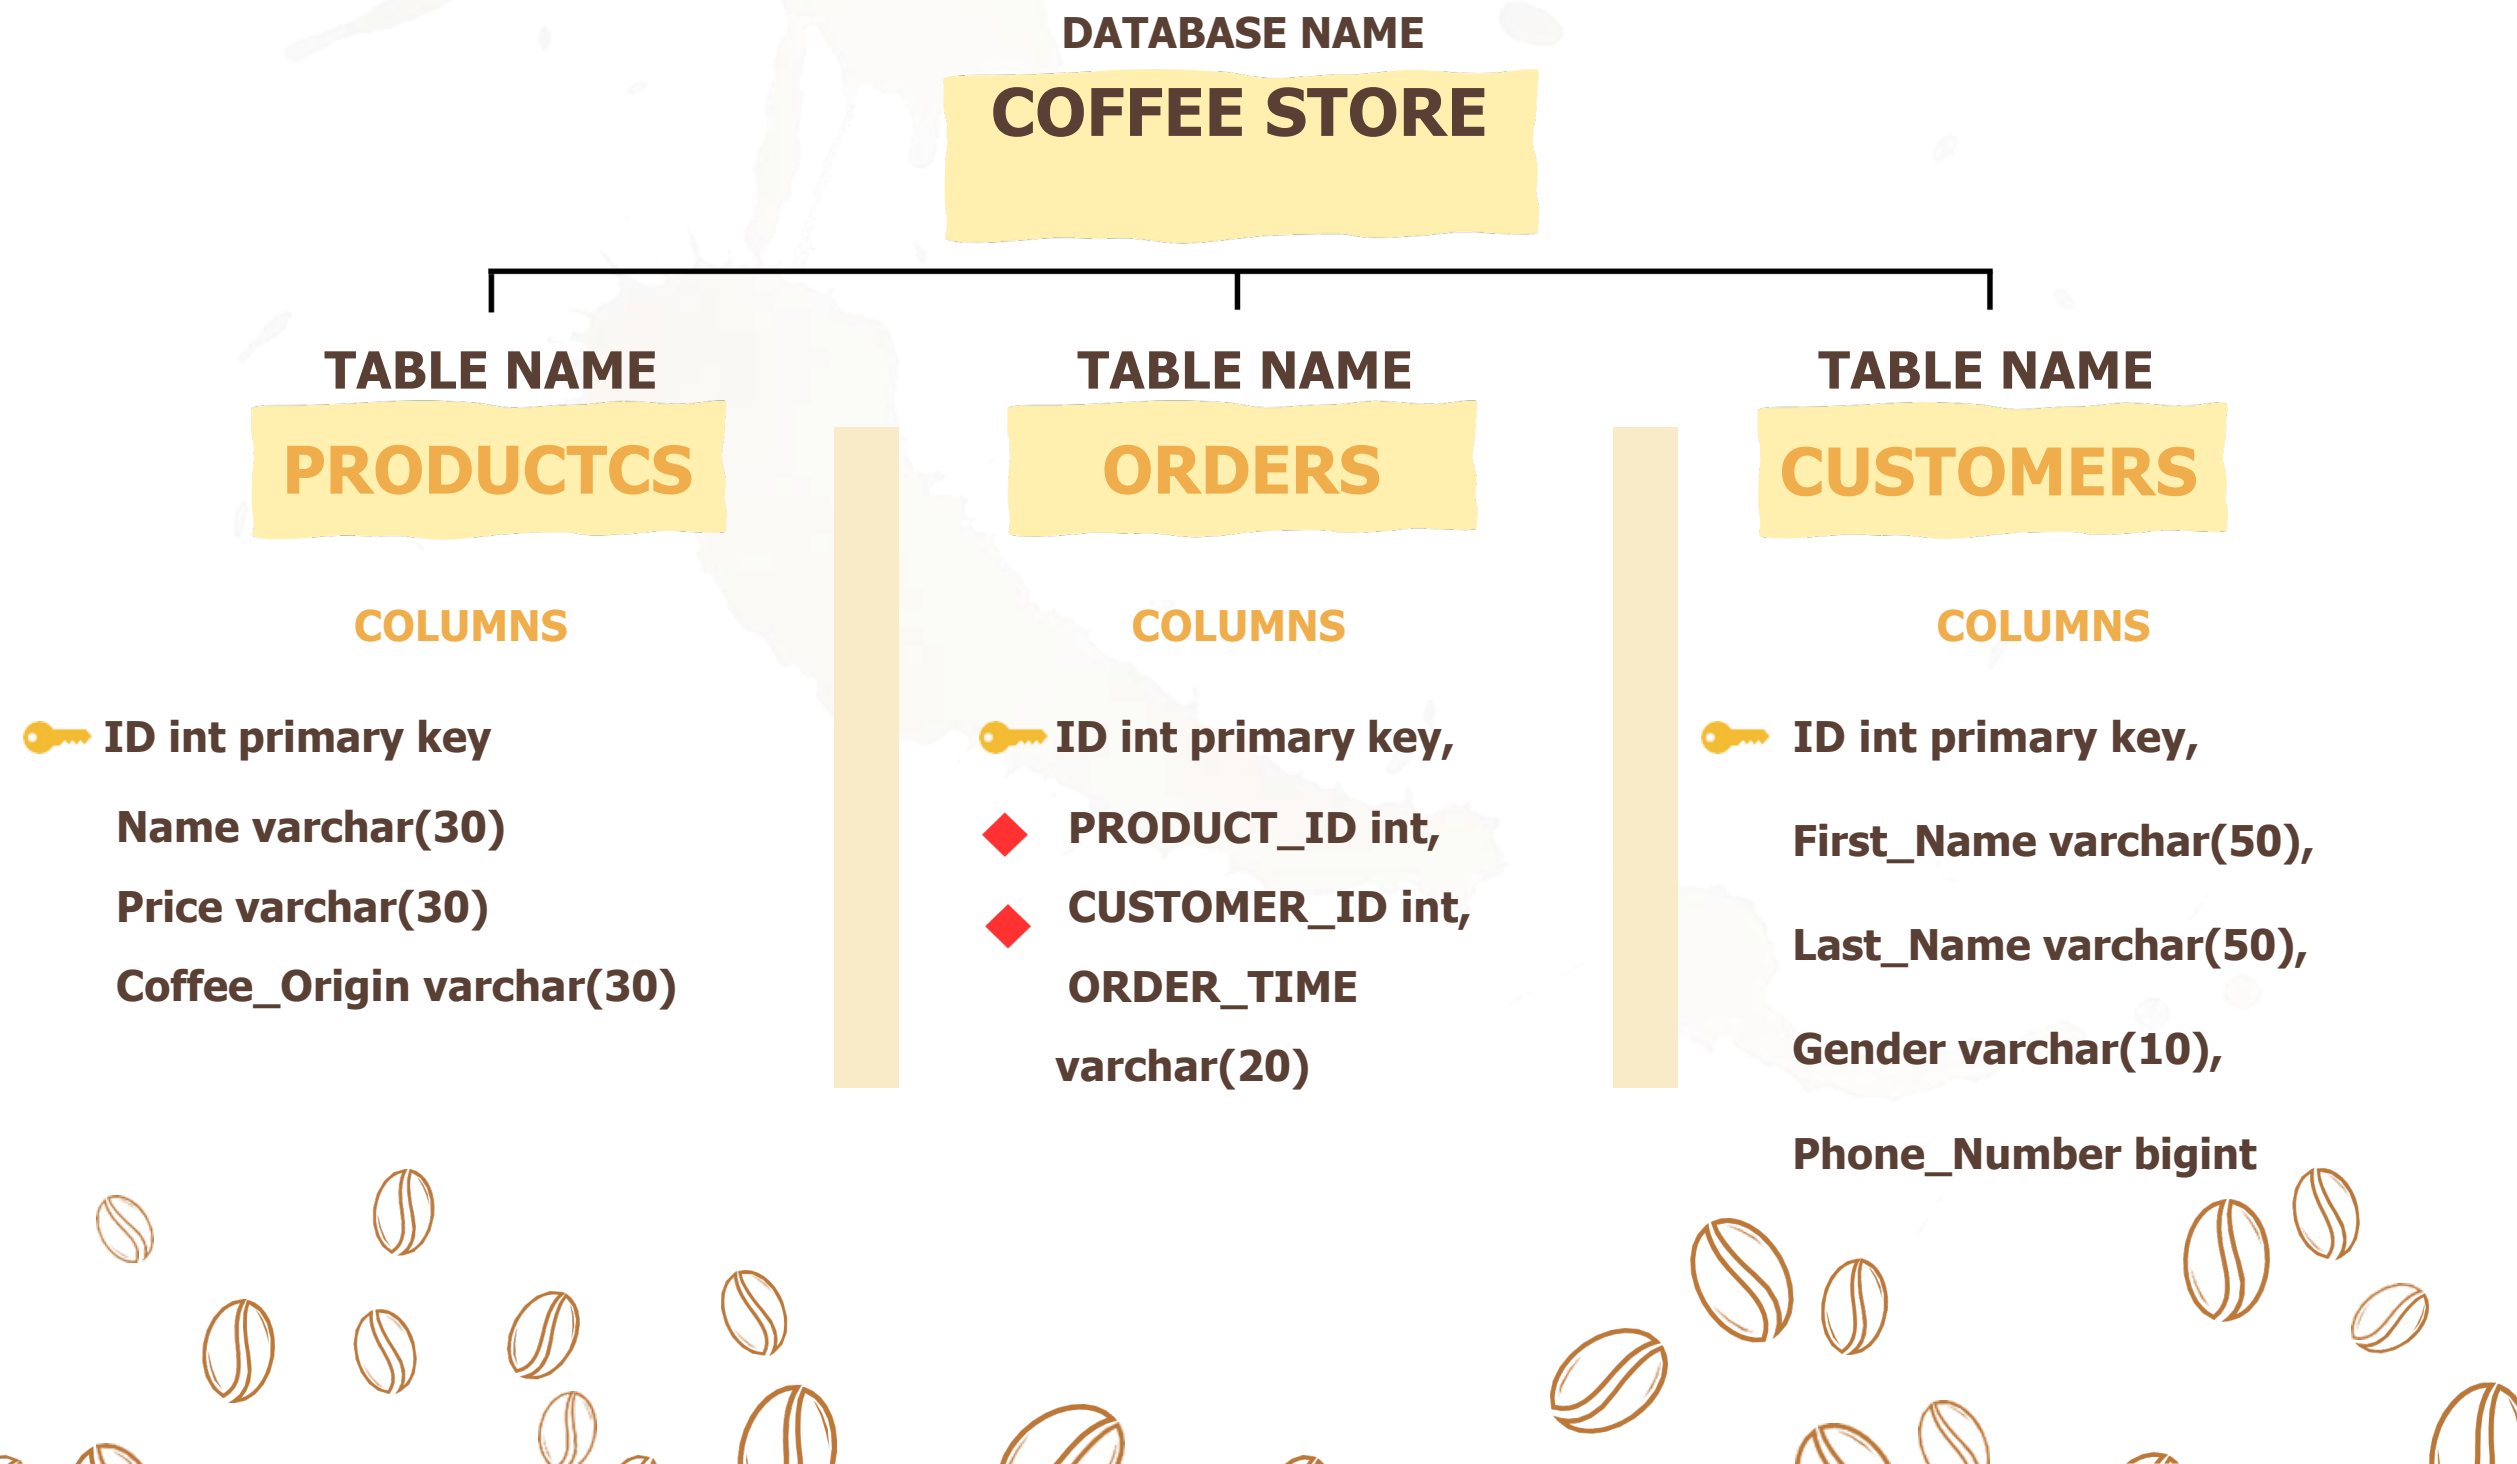 DATABASE NAME
COFFEE STORE
TABLE NAME
PRODUCTCS
COLUMNS
ID int primary key
Name varchar(30)
Price varchar(30)
Coffee_Origin varchar(30)
TABLE NAME
ORDERS
COLUMNS
ID int primary key,
PRODUCT_ID int,
CUSTOMER_ID int,
ORDER_TIME
varchar(20)
TABLE NAME
CUSTOMERS
COLUMNS
ID int primary key,
First_Name varchar(50),
Last_Name varchar(50),
Gender varchar(10),
Phone_Number bigint